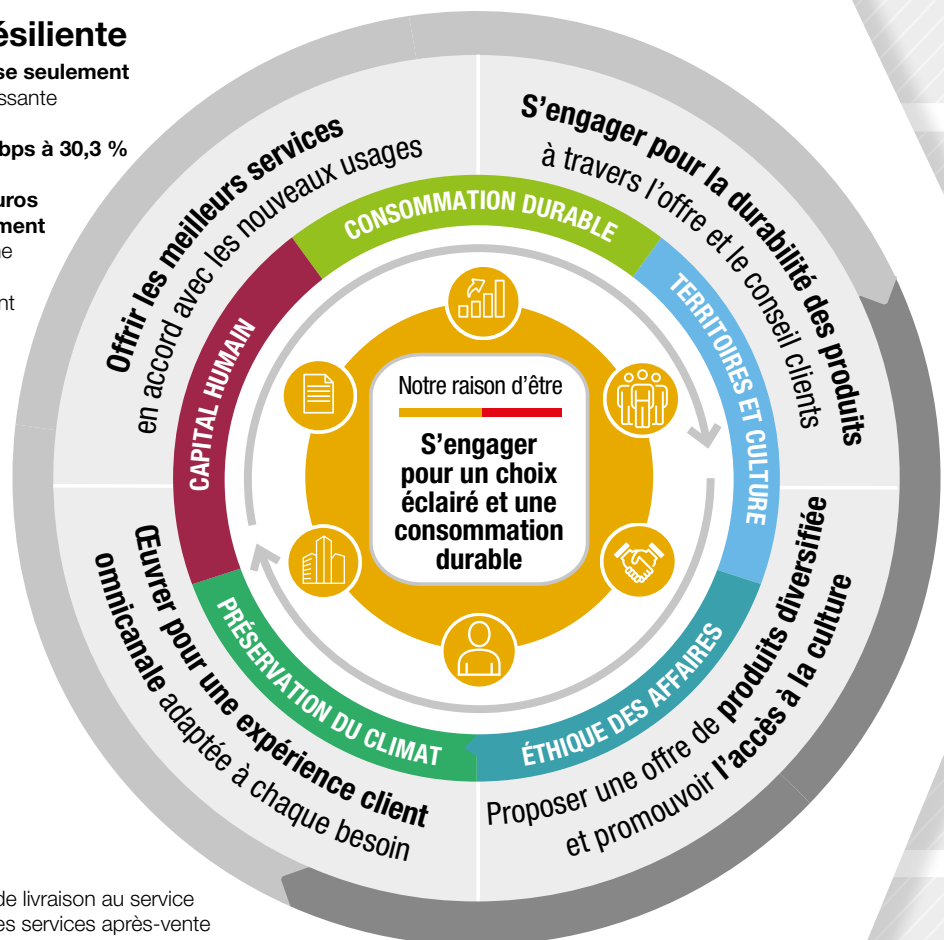 ésiliente
se seulement
ssante
bps à 30,3 %
uros
ment
nt
Offrir les meilleurs services
en accord avec les nouveaux usages
S'engager pour la durabilité des produits
à travers l'offre et le conseil clients
CONSOMMATION DURABLE
TERRITOIRES ET CULTURE
CAPITAL HUMAIN
Notre raison d'être
S'engager
pour un choix
éclairé et une
consommation
durable
PRÉSERVATION DU CLIMAT
ÉTHIQUE DES AFFAIRES
Œuvrer pour une expérience client
omnicanale adaptée à chaque besoin
Proposer une offre de produits diversifiée
et promouvoir l'accès à la culture
de livraison au service
es services après-vente